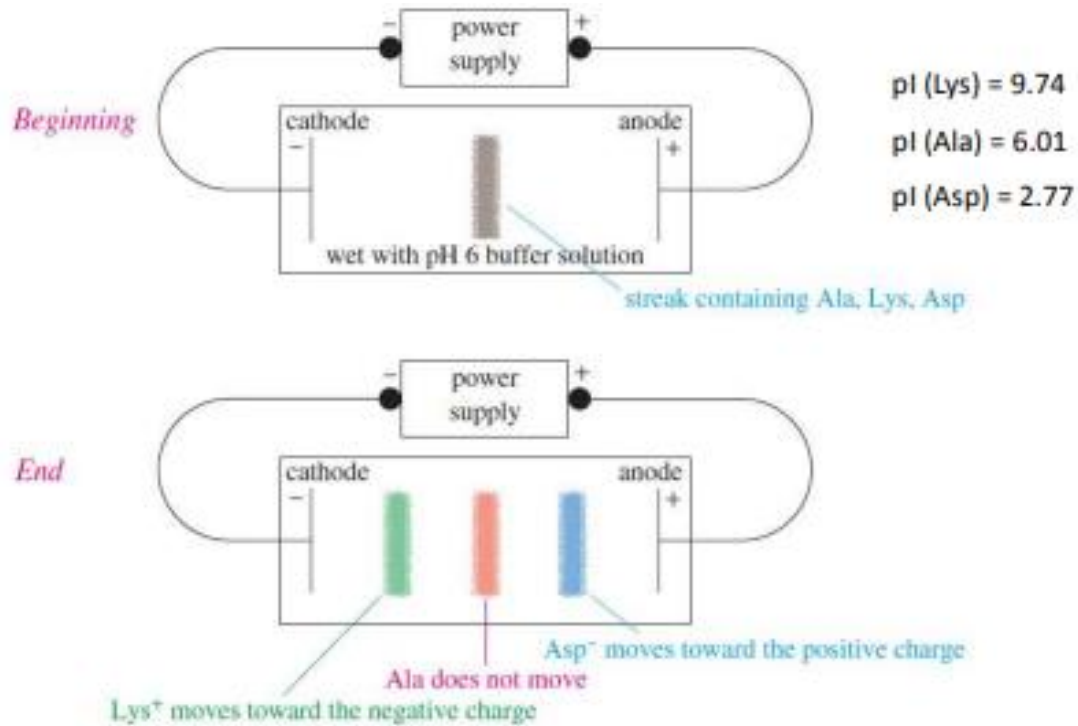 - power +
supply
pI (Lys) = 9.74
Beginning
cathode anode
- +
pI (Ala) = 6.01
pI (Asp) = 2.77
wet with pH 6 buffer solution
streak containing Ala, Lys, Asp
- power +
supply
End
cathode anode
- +
Asp⁻ moves toward the positive charge
Ala does not move
Lys⁺ moves toward the negative charge